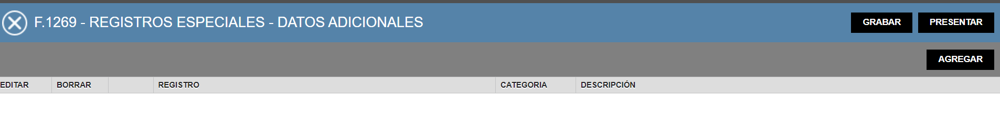 F.1269 - REGISTROS ESPECIALES - DATOS ADICIONALES
GRABAR
PRESENTAR
AGREGAR
EDITAR BORRAR REGISTRO CATEGORIA DESCRIPCIÓN